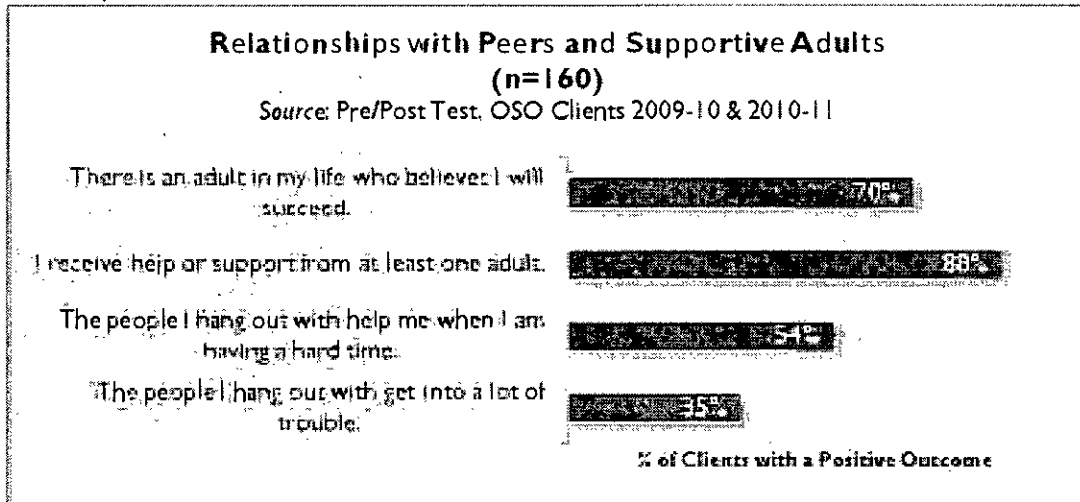 Relationships with Peers and Supportive Adults
(n=160)
Source: Pre/Post Test, OSO Clients 2009-10 & 2010-11
There is an adult in my life who believes I will
succeed.
70%
I receive help or support from at least one adult.
88%
The people I hang out with help me when I am
having a hard time.
54%
The people I hang out with get into a lot of
trouble.
35%
% of Clients with a Positive Outcome